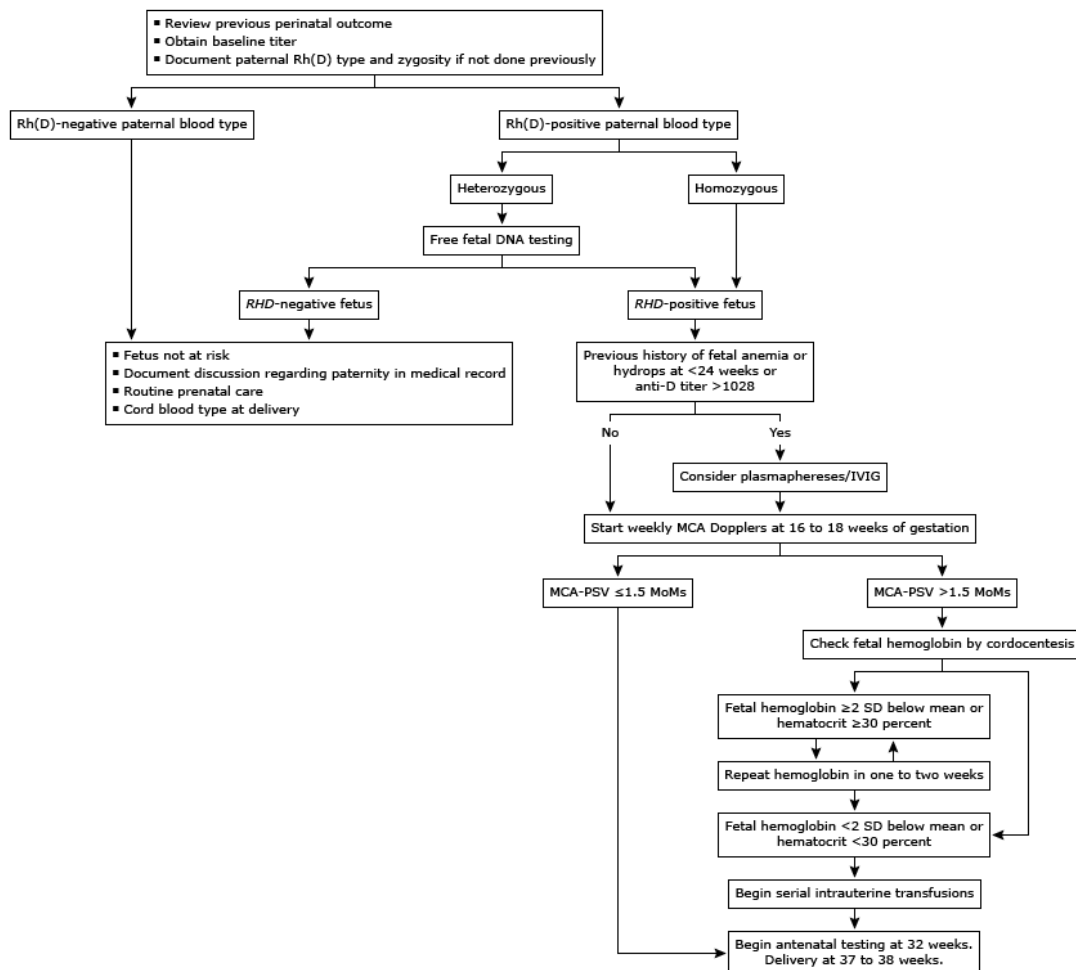 ▪ Review previous perinatal outcome
▪ Obtain baseline titer
▪ Document paternal Rh(D) type and zygosity if not done previously
Rh(D)-negative paternal blood type
Rh(D)-positive paternal blood type
Heterozygous
Homozygous
Free fetal DNA testing
RHD-negative fetus
RHD-positive fetus
▪ Fetus not at risk
▪ Document discussion regarding paternity in medical record
▪ Routine prenatal care
▪ Cord blood type at delivery
Previous history of fetal anemia or
hydrops at <24 weeks or
anti-D titer >1028
No
Yes
Consider plasmaphereses/IVIG
Start weekly MCA Dopplers at 16 to 18 weeks of gestation
MCA-PSV ≤1.5 MoMs
MCA-PSV >1.5 MoMs
Check fetal hemoglobin by cordocentesis
Fetal hemoglobin ≥2 SD below mean or
hematocrit ≥30 percent
Repeat hemoglobin in one to two weeks
Fetal hemoglobin <2 SD below mean or
hematocrit <30 percent
Begin serial intrauterine transfusions
Begin antenatal testing at 32 weeks.
Delivery at 37 to 38 weeks.